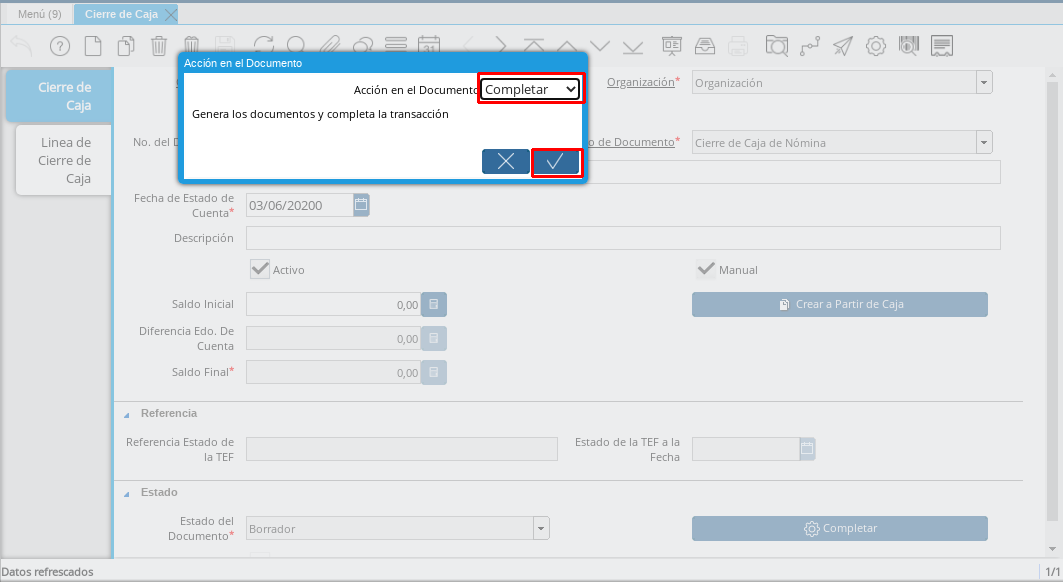 Menú (9)
Cierre de Caja
31
Acción en el Documento
Acción en el Documento
Completar
Genera los documentos y completa la transacción
Cierre de
Caja
Linea de
Cierre de
Caja
Organización*
Organización
No. del D
o de Documento*
Cierre de Caja de Nómina
Fecha de Estado de
Cuenta*
03/06/20200
Descripción
Activo
Manual
Saldo Inicial
0,00
Crear a Partir de Caja
Diferencia Edo. De
Cuenta
0,00
Saldo Final*
0,00
Referencia
Referencia Estado de
la TEF
Estado de la TEF a la
Fecha
Estado
Estado del
Documento*
Borrador
Completar
Datos refrescados
1/1